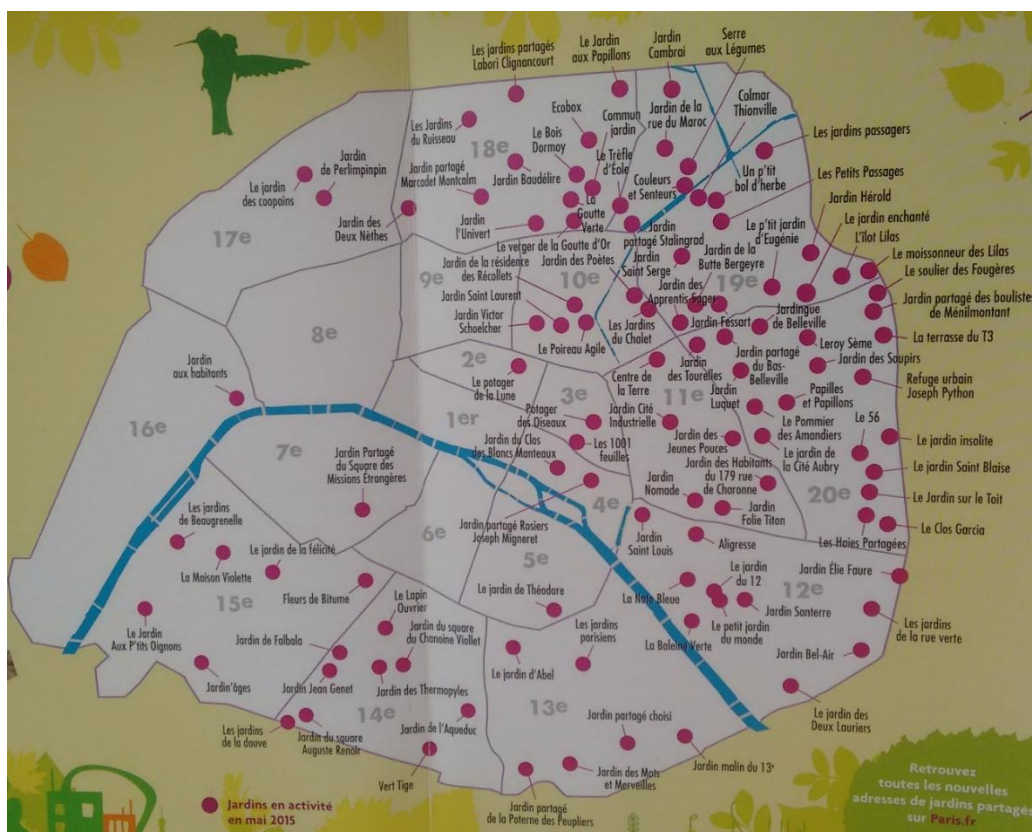 Les jardins partagés
Labori Clignancourt
Le Jardin
aux Papillons
Jardin
Cambrai
Serre
aux Légumes
Ecobox
Commun
jardin
Jardin de la
rue du Maroc
Colmar
Thionville
Les jardins passagers
Les Jardins
du Ruisseau
18e
Le Bois
Dormoy
Le Trèfle
d'Éole
Un p'tit
bol d'herbe
Les Petits Passages
Jardin
de Perlimpinpin
Le jardin
des coopains
Jardin partagé
Marcadet Montcalm
Jardin Baudélire
Couleurs
et Senteurs
Jardin Hérold
Jardin des
Deux Nèthes
Jardin
l'Univert
La
Goutte
Verte
Le verger de la Goutte d'Or
Jardin
partagé Stalingrad
Le p'tit jardin
d'Eugénie
Le jardin enchanté
L'îlot Lilas
17e
Jardin de la résidence
des Récollets
Jardin des Poètes
Jardin
Saint Serge
Jardin de la
Butte Bergeyre
19e
Le moissonneur des Lilas
Le soulier des Fougères
9e
10e
Jardin Saint Laurent
Jardin des
Apprentis Sages
Jardin partagé des boulistes
de Ménilmontant
8e
Jardin Victor
Schoelcher
Le Poireau Agile
Les Jardins
du Chalet
Jardin Fessart
Jardingue
de Belleville
La terrasse du T3
Leroy Sème
Jardin des Soupirs
2e
Le potager
de la Lune
3e
Centre de
la Terre
Jardin
des Tourelles
Jardin partagé
du Bas-
Belleville
Refuge urbain
Joseph Python
Jardin
aux habitants
11e
Jardin
Luquet
Papilles
et Papillons
16e
1er
Potager
des Oiseaux
Jardin Cité
Industrielle
Le Pommier
des Amandiers
Le 56
7e
Jardin du Clos
des Blancs Manteaux
Les 1001
feuilles
Jardin des
Jeunes Pouces
Le jardin de
la Cité Aubry
Le jardin insolite
Jardin Partagé
du Square des
Missions Étrangères
Jardin des Habitants
du 179 rue
de Charonne
Le jardin Saint Blaise
4e
Jardin
Nomade
20e
Le Jardin sur le Toit
Les jardins
de Beaugrenelle
6e
Jardin partagé Rosiers
Joseph Migneret
Jardin
Saint Louis
Jardin
Folie Titon
Le Clos Garcia
Les Haies Partagées
La Maison Violette
Le jardin de la félicité
5e
Aligresse
Le jardin
du 12
Jardin Élie Faure
15e
Fleurs de Bitume
Le jardin de Théodore
La Note Bleue
12e
Jardin Santerre
Le Lapin
Ouvrier
Le petit jardin
du monde
Les jardins
de la rue verte
Le Jardin
Aux P'tits Oignons
Jardin de Falbala
Jardin du square
du Chanoine Viollet
Les jardins
parisiens
La Baleine Verte
Jardin Bel-Air
Jardin'âges
Jardin Jean Genet
Jardin des Thermopyles
Le jardin d'Abel
Le jardin des
Deux Lauriers
14e
13e
Les jardins
de la douve
Jardin du square
Auguste Renoir
Jardin de l'Aqueduc
Jardin partagé choisi
Vert Tige
Jardin des Mots
et Merveilles
Jardin malin du 13e
Jardin partagé
de la Poterne des Peupliers
Jardins en activité
en mai 2015
Retrouvez
toutes les nouvelles
adresses de jardins partagés
sur Paris.fr